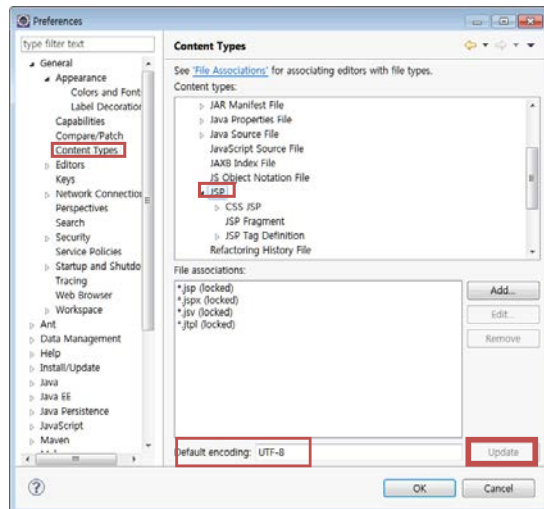 Preferences
type filter text
General
Appearance
Colors and Font
Label Decoration
Capabilities
Compare/Patch
Content Types
Editors
Keys
Network Connection
Perspectives
Search
Security
Service Policies
Startup and Shutdo
Tracing
Web Browser
Workspace
Ant
Data Management
Help
Install/Update
Java
Java EE
Java Persistence
JavaScript
Maven
Content Types
See 'File Associations' for associating editors with file types.
Content types:
JAR Manifest File
Java Properties File
Java Source File
JavaScript Source File
JAXB Index File
JS Object Notation File
JSP
CSS JSP
JSP Fragment
JSP Tag Definition
Refactoring History File
File associations:
*.jsp (locked)
*.jspx (locked)
*.jsv (locked)
*.jtpl (locked)
Add...
Edit...
Remove
Default encoding: UTF-8
Update
OK
Cancel